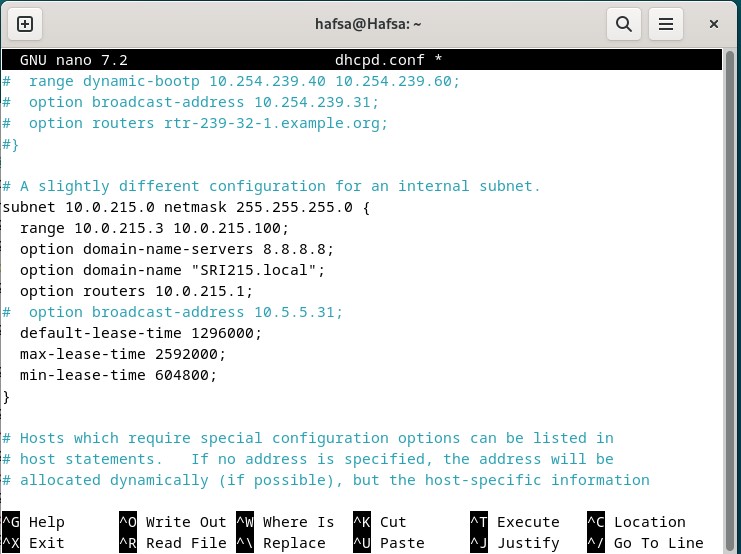 hafsa@Hafsa: ~
GNU nano 7.2 dhcpd.conf *
#  range dynamic-bootp 10.254.239.40 10.254.239.60;
#  option broadcast-address 10.254.239.31;
#  option routers rtr-239-32-1.example.org;
#}
# A slightly different configuration for an internal subnet.
subnet 10.0.215.0 netmask 255.255.255.0 {
  range 10.0.215.3 10.0.215.100;
  option domain-name-servers 8.8.8.8;
  option domain-name "SRI215.local";
  option routers 10.0.215.1;
#  option broadcast-address 10.5.5.31;
  default-lease-time 1296000;
  max-lease-time 2592000;
  min-lease-time 604800;
}
# Hosts which require special configuration options can be listed in
# host statements.   If no address is specified, the address will be
# allocated dynamically (if possible), but the host-specific information
^G Help ^O Write Out ^W Where Is ^K Cut ^T Execute ^C Location
^X Exit ^R Read File ^\ Replace ^U Paste ^J Justify ^/ Go To Line